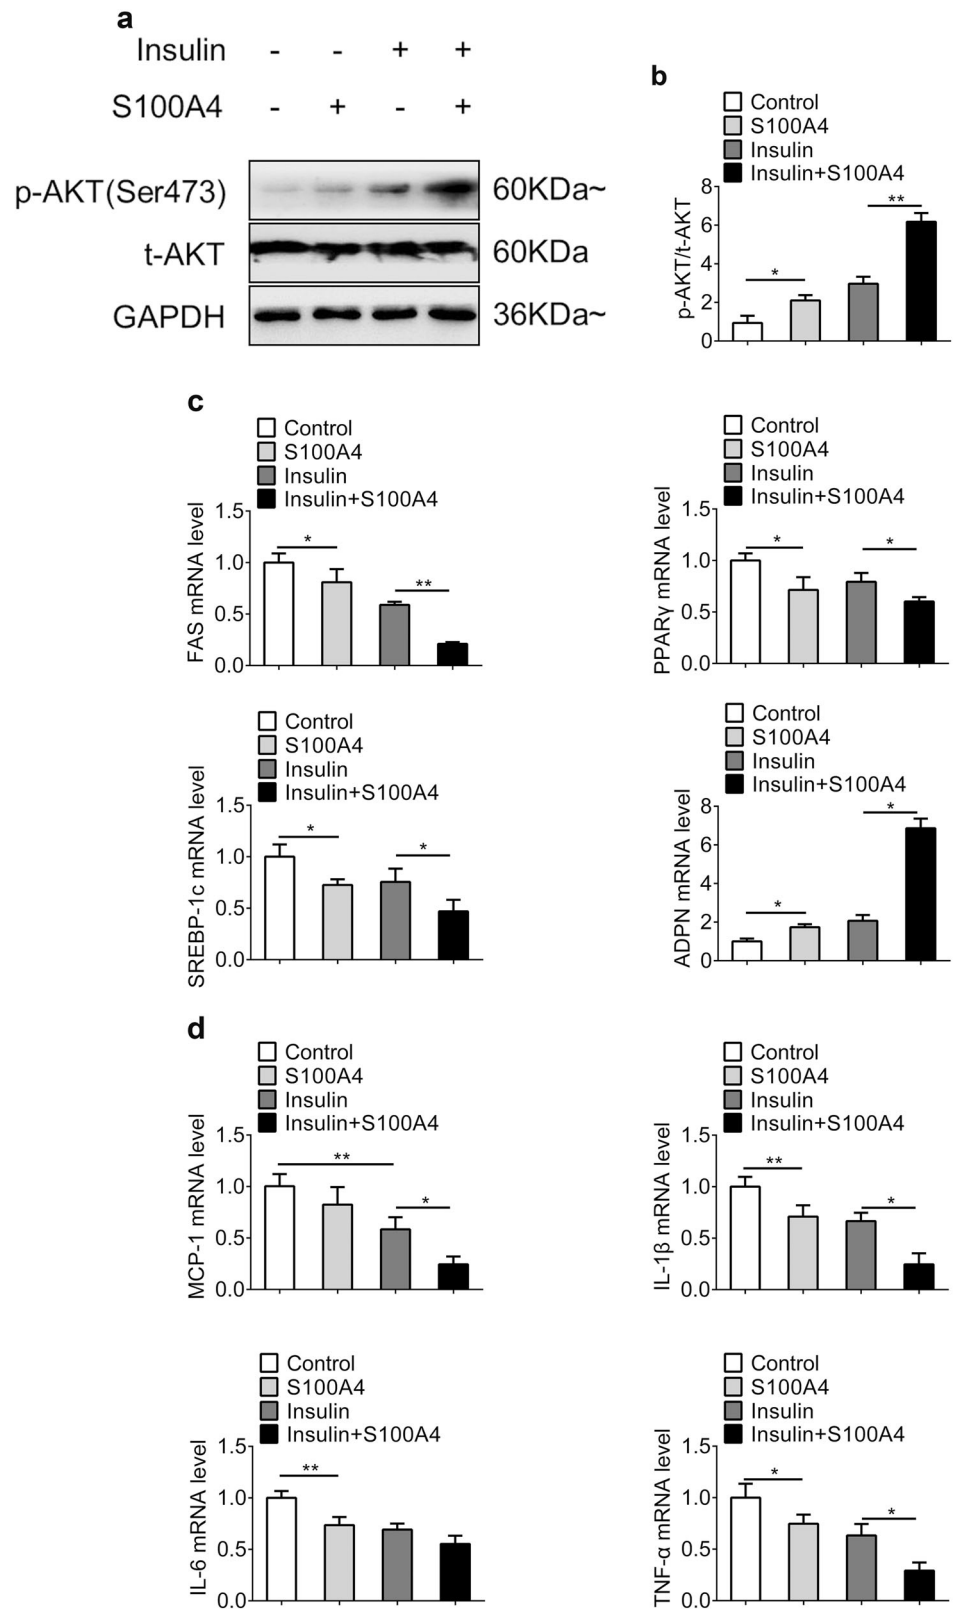 a
Insulin - - + +
S100A4 - + - +
p-AKT(Ser473) 60KDa~
t-AKT 60KDa
GAPDH 36KDa~
b
Control
S100A4
Insulin
Insulin+S100A4
p-AKT/t-AKT
8
6
4
2
0
*
**
c
Control
S100A4
Insulin
Insulin+S100A4
FAS mRNA level
1.5
1.0
0.5
0.0
*
**
Control
S100A4
Insulin
Insulin+S100A4
PPARγ mRNA level
1.5
1.0
0.5
0.0
*
*
Control
S100A4
Insulin
Insulin+S100A4
SREBP-1c mRNA level
1.5
1.0
0.5
0.0
*
*
Control
S100A4
Insulin
Insulin+S100A4
ADPN mRNA level
8
6
4
2
0
*
*
d
Control
S100A4
Insulin
Insulin+S100A4
MCP-1 mRNA level
1.5
1.0
0.5
0.0
**
*
Control
S100A4
Insulin
Insulin+S100A4
IL-1β mRNA level
1.5
1.0
0.5
0.0
**
*
Control
S100A4
Insulin
Insulin+S100A4
IL-6 mRNA level
1.5
1.0
0.5
0.0
**
Control
S100A4
Insulin
Insulin+S100A4
TNF-α mRNA level
1.5
1.0
0.5
0.0
*
*